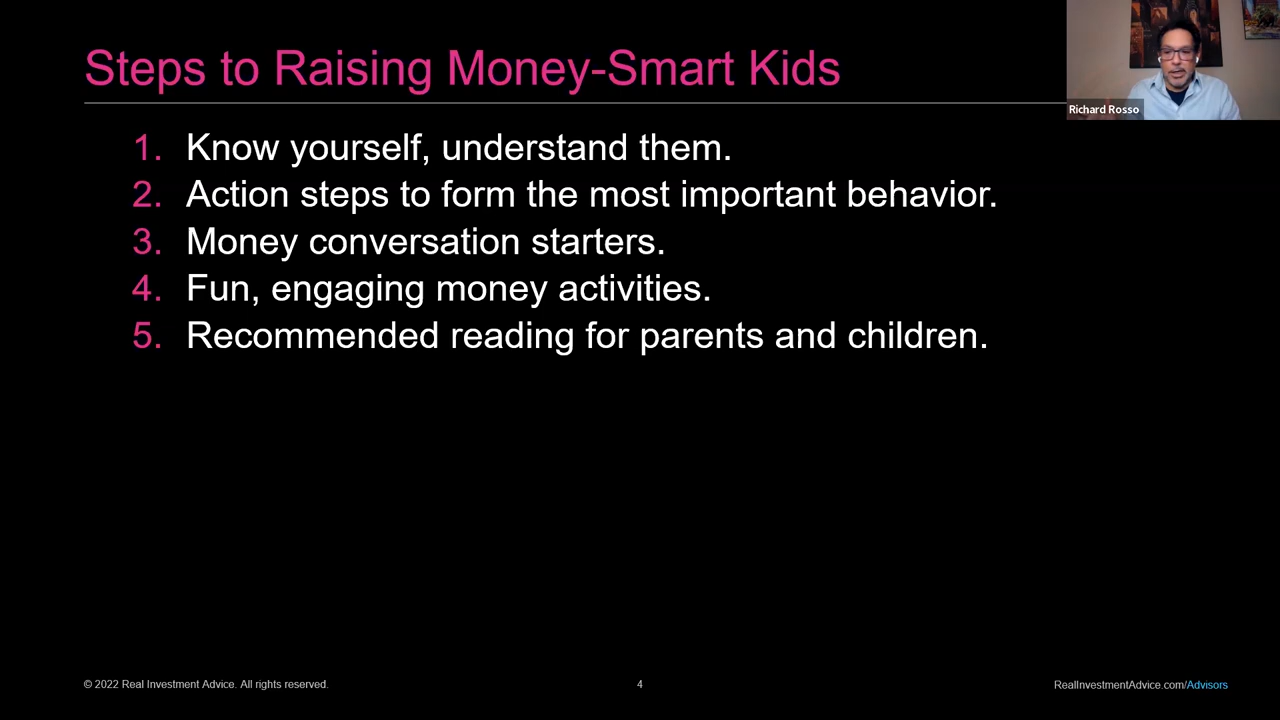 Steps to Raising Money-Smart Kids
Richard Rosso
1. Know yourself, understand them.
2. Action steps to form the most important behavior.
3. Money conversation starters.
4. Fun, engaging money activities.
5. Recommended reading for parents and children.
© 2022 Real Investment Advice. All rights reserved.
4
RealInvestmentAdvice.com/Advisors